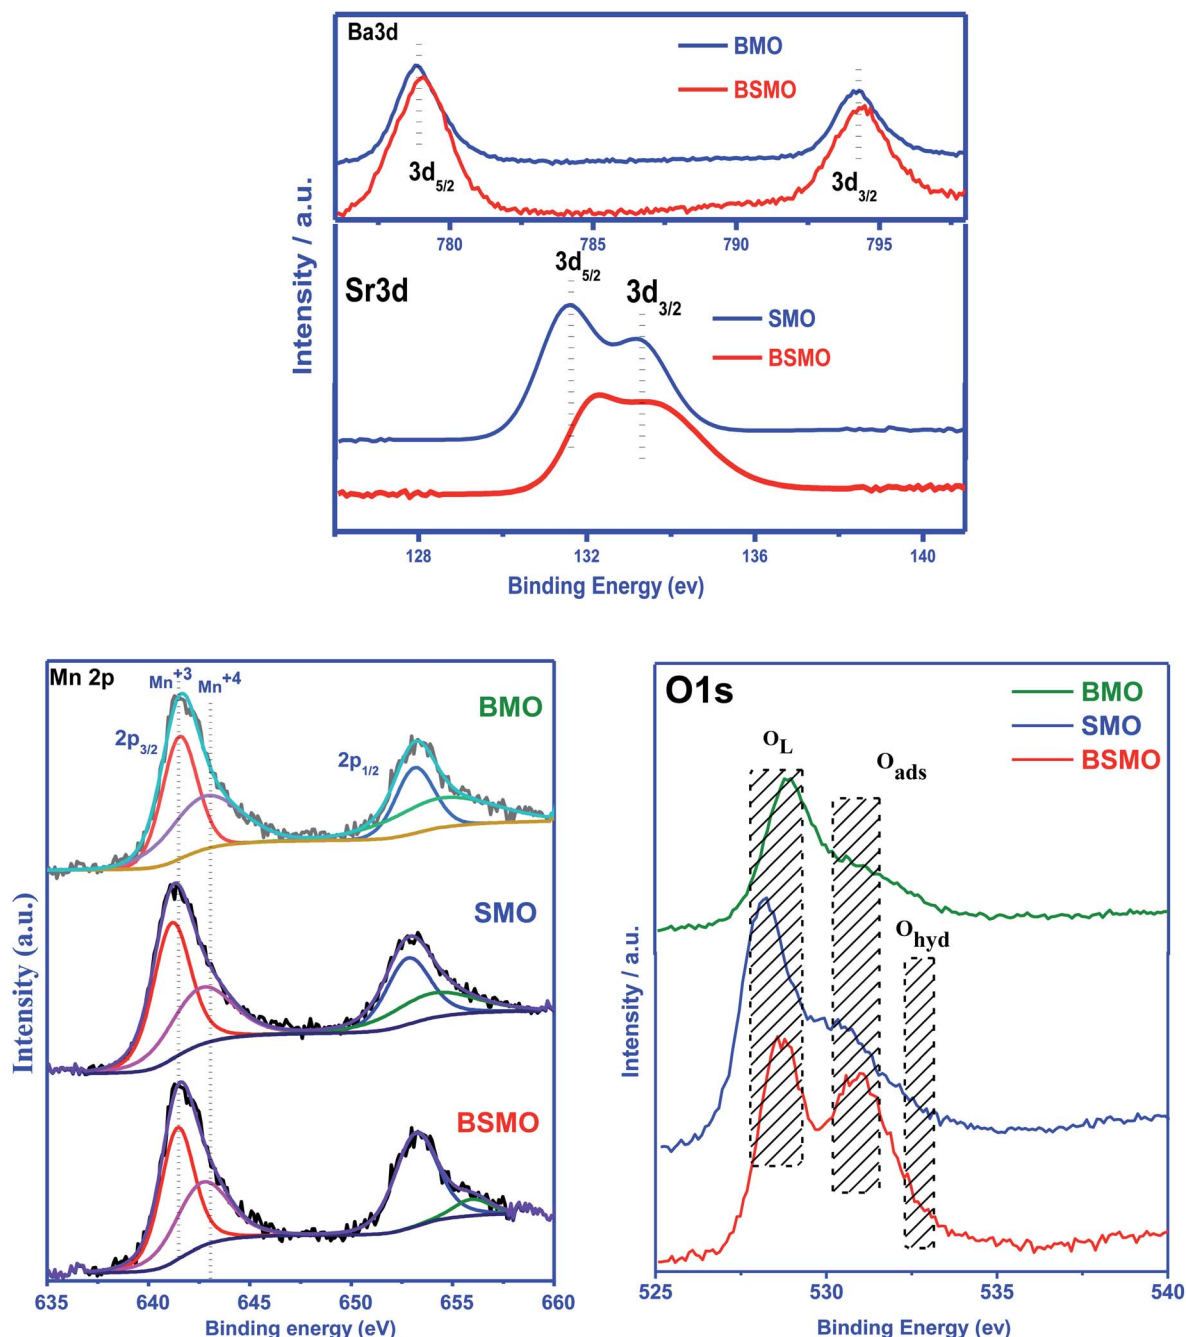 Ba3d
BMO
BSMO
3d5/2
3d3/2
780 785 790 795
Intensity / a.u.
Sr3d
3d5/2
3d3/2
SMO
BSMO
128 132 136 140
Binding Energy (ev)
Mn 2p
Mn+3
Mn+4
BMO
2p3/2
2p1/2
SMO
BSMO
Intensity (a.u.)
635 640 645 650 655 660
Binding energy (eV)
O1s
BMO
SMO
BSMO
OL
Oads
Ohyd
Intensity / a.u.
525 530 535 540
Binding Energy (ev)